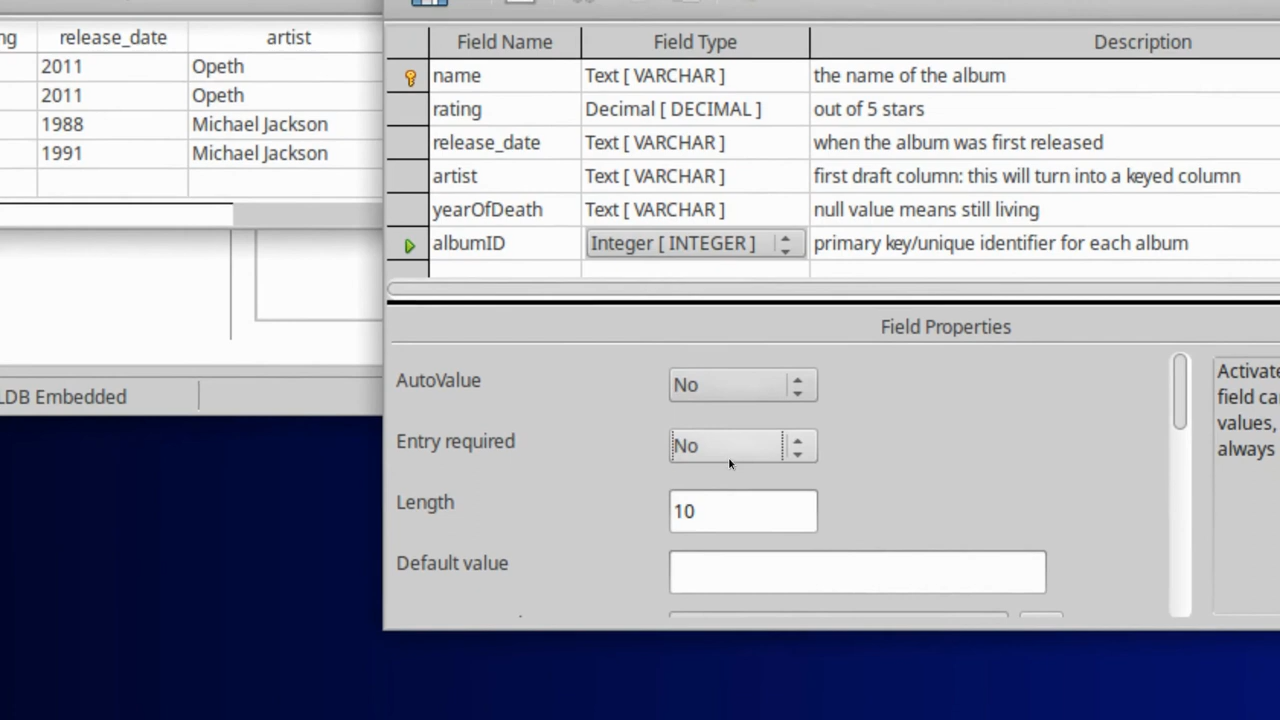 ng release_date artist
2011 Opeth
2011 Opeth
1988 Michael Jackson
1991 Michael Jackson
LDB Embedded
Field Name Field Type Description
name Text [ VARCHAR ] the name of the album
rating Decimal [ DECIMAL ] out of 5 stars
release_date Text [ VARCHAR ] when the album was first released
artist Text [ VARCHAR ] first draft column: this will turn into a keyed column
yearOfDeath Text [ VARCHAR ] null value means still living
albumID Integer [ INTEGER ] primary key/unique identifier for each album
Field Properties
AutoValue No
Entry required No
Length 10
Default value
Activate
field ca
values,
always